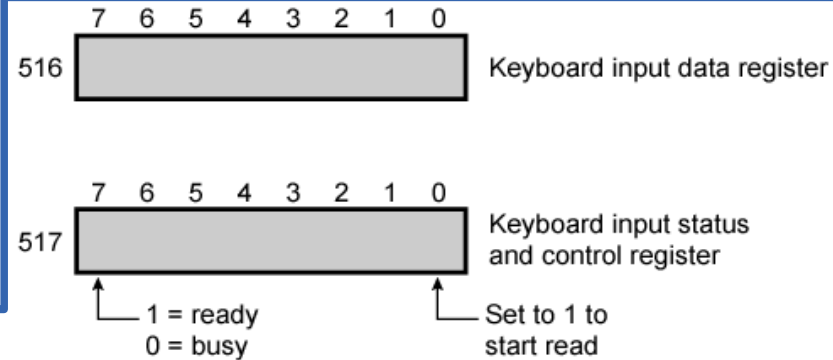 7 6 5 4 3 2 1 0
516 Keyboard input data register
7 6 5 4 3 2 1 0
517 Keyboard input status
and control register
1 = ready
0 = busy
Set to 1 to
start read